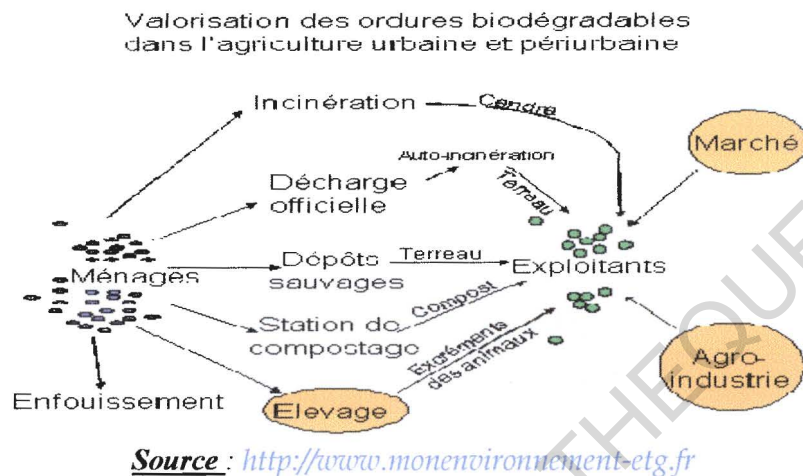 Valorisation des ordures biodégradables
dans l'agriculture urbaine et périurbaine
Incinération
Cendre
Marché
Auto-incinération
Décharge
officielle
Terreau
Ménages
Dépôts
sauvages
Terreau
Exploitants
Station de
compostage
Compost
Excréments
des animaux
Agro-
industrie
Enfouissement
Elevage
Source : http://www.monenvironnement-etg.fr
THEQUE